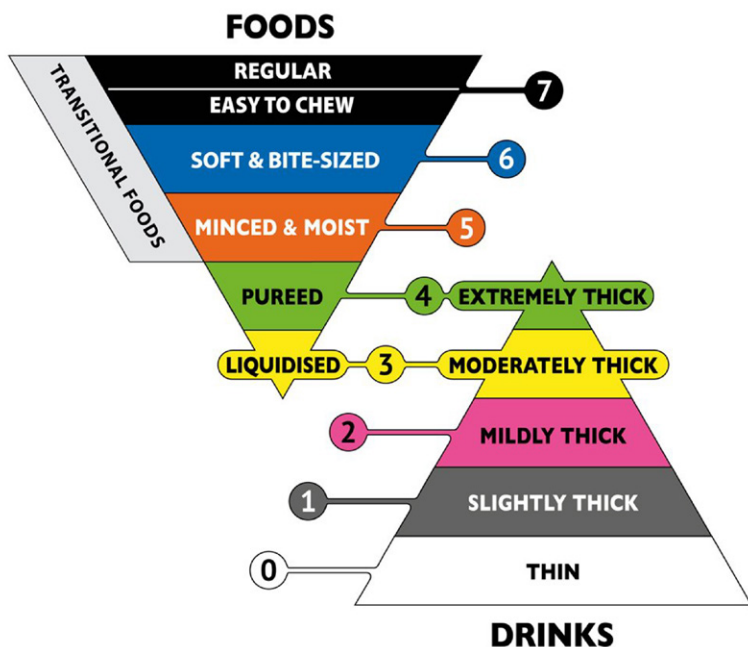 FOODS
TRANSITIONAL FOODS
REGULAR
EASY TO CHEW
7
SOFT & BITE-SIZED
6
MINCED & MOIST
5
PUREED
4
EXTREMELY THICK
LIQUIDISED
3
MODERATELY THICK
2
MILDLY THICK
1
SLIGHTLY THICK
0
THIN
DRINKS